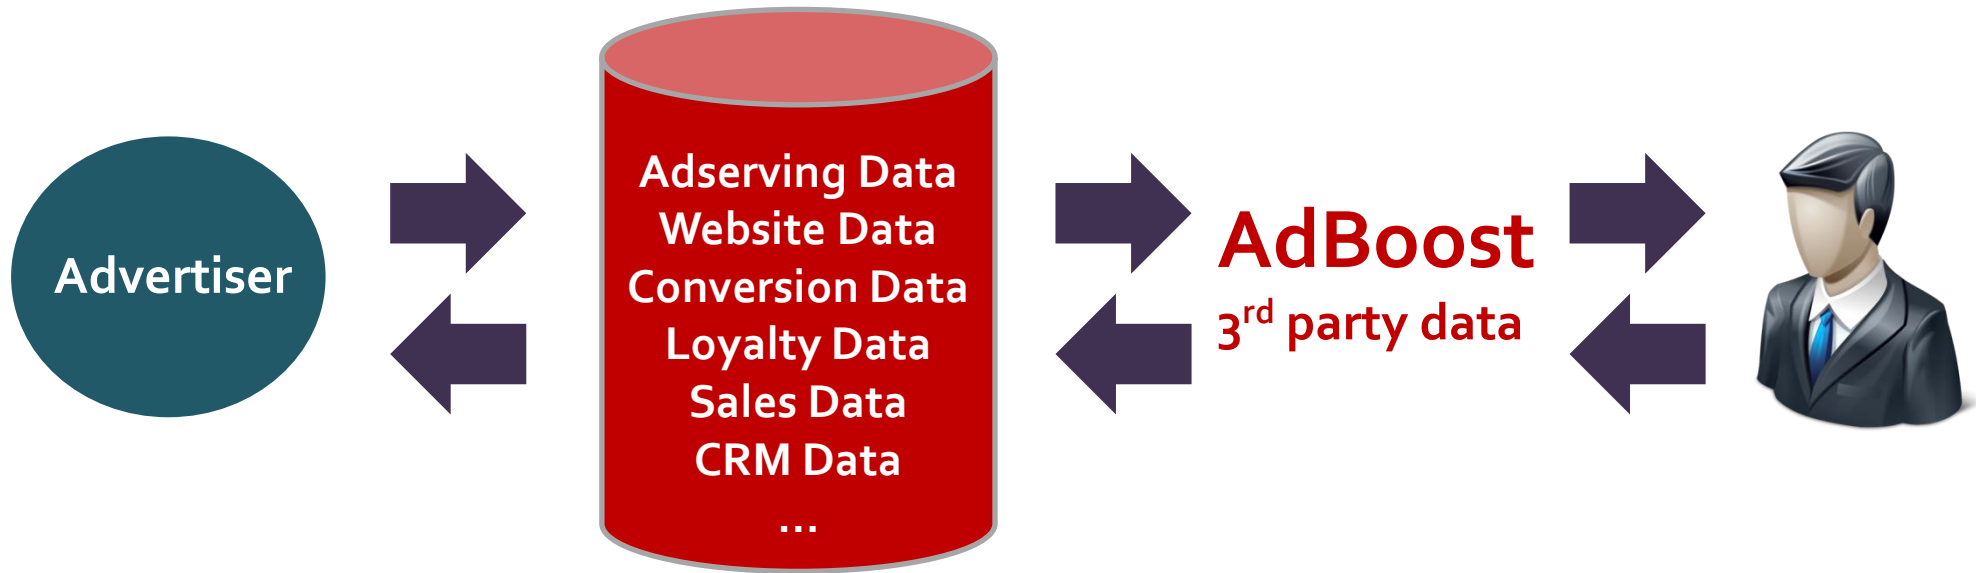 Advertiser
Adserving Data
Website Data
Conversion Data
Loyalty Data
Sales Data
CRM Data
...
AdBoost
3rd party data